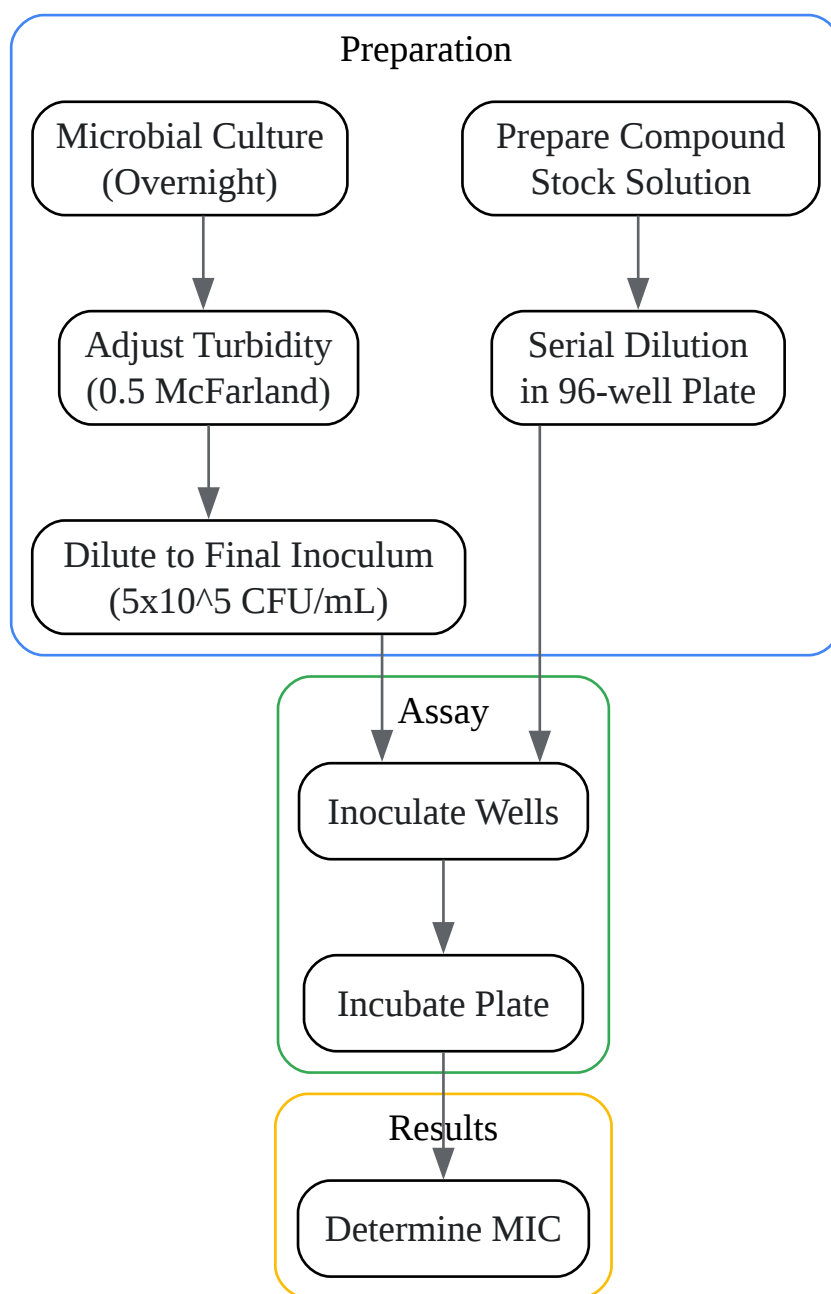 Preparation
Microbial Culture
(Overnight)
Prepare Compound
Stock Solution
Adjust Turbidity
(0.5 McFarland)
Serial Dilution
in 96-well Plate
Dilute to Final Inoculum
(5x10^5 CFU/mL)
Assay
Inoculate Wells
Incubate Plate
Results
Determine MIC